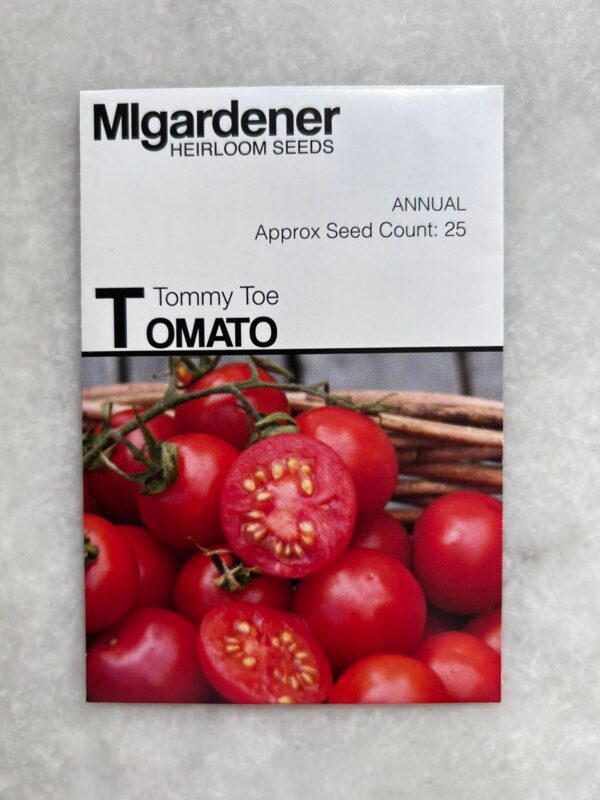 MIgardener
HEIRLOOM SEEDS
ANNUAL
Approx Seed Count: 25
Tommy Toe
TOMATO